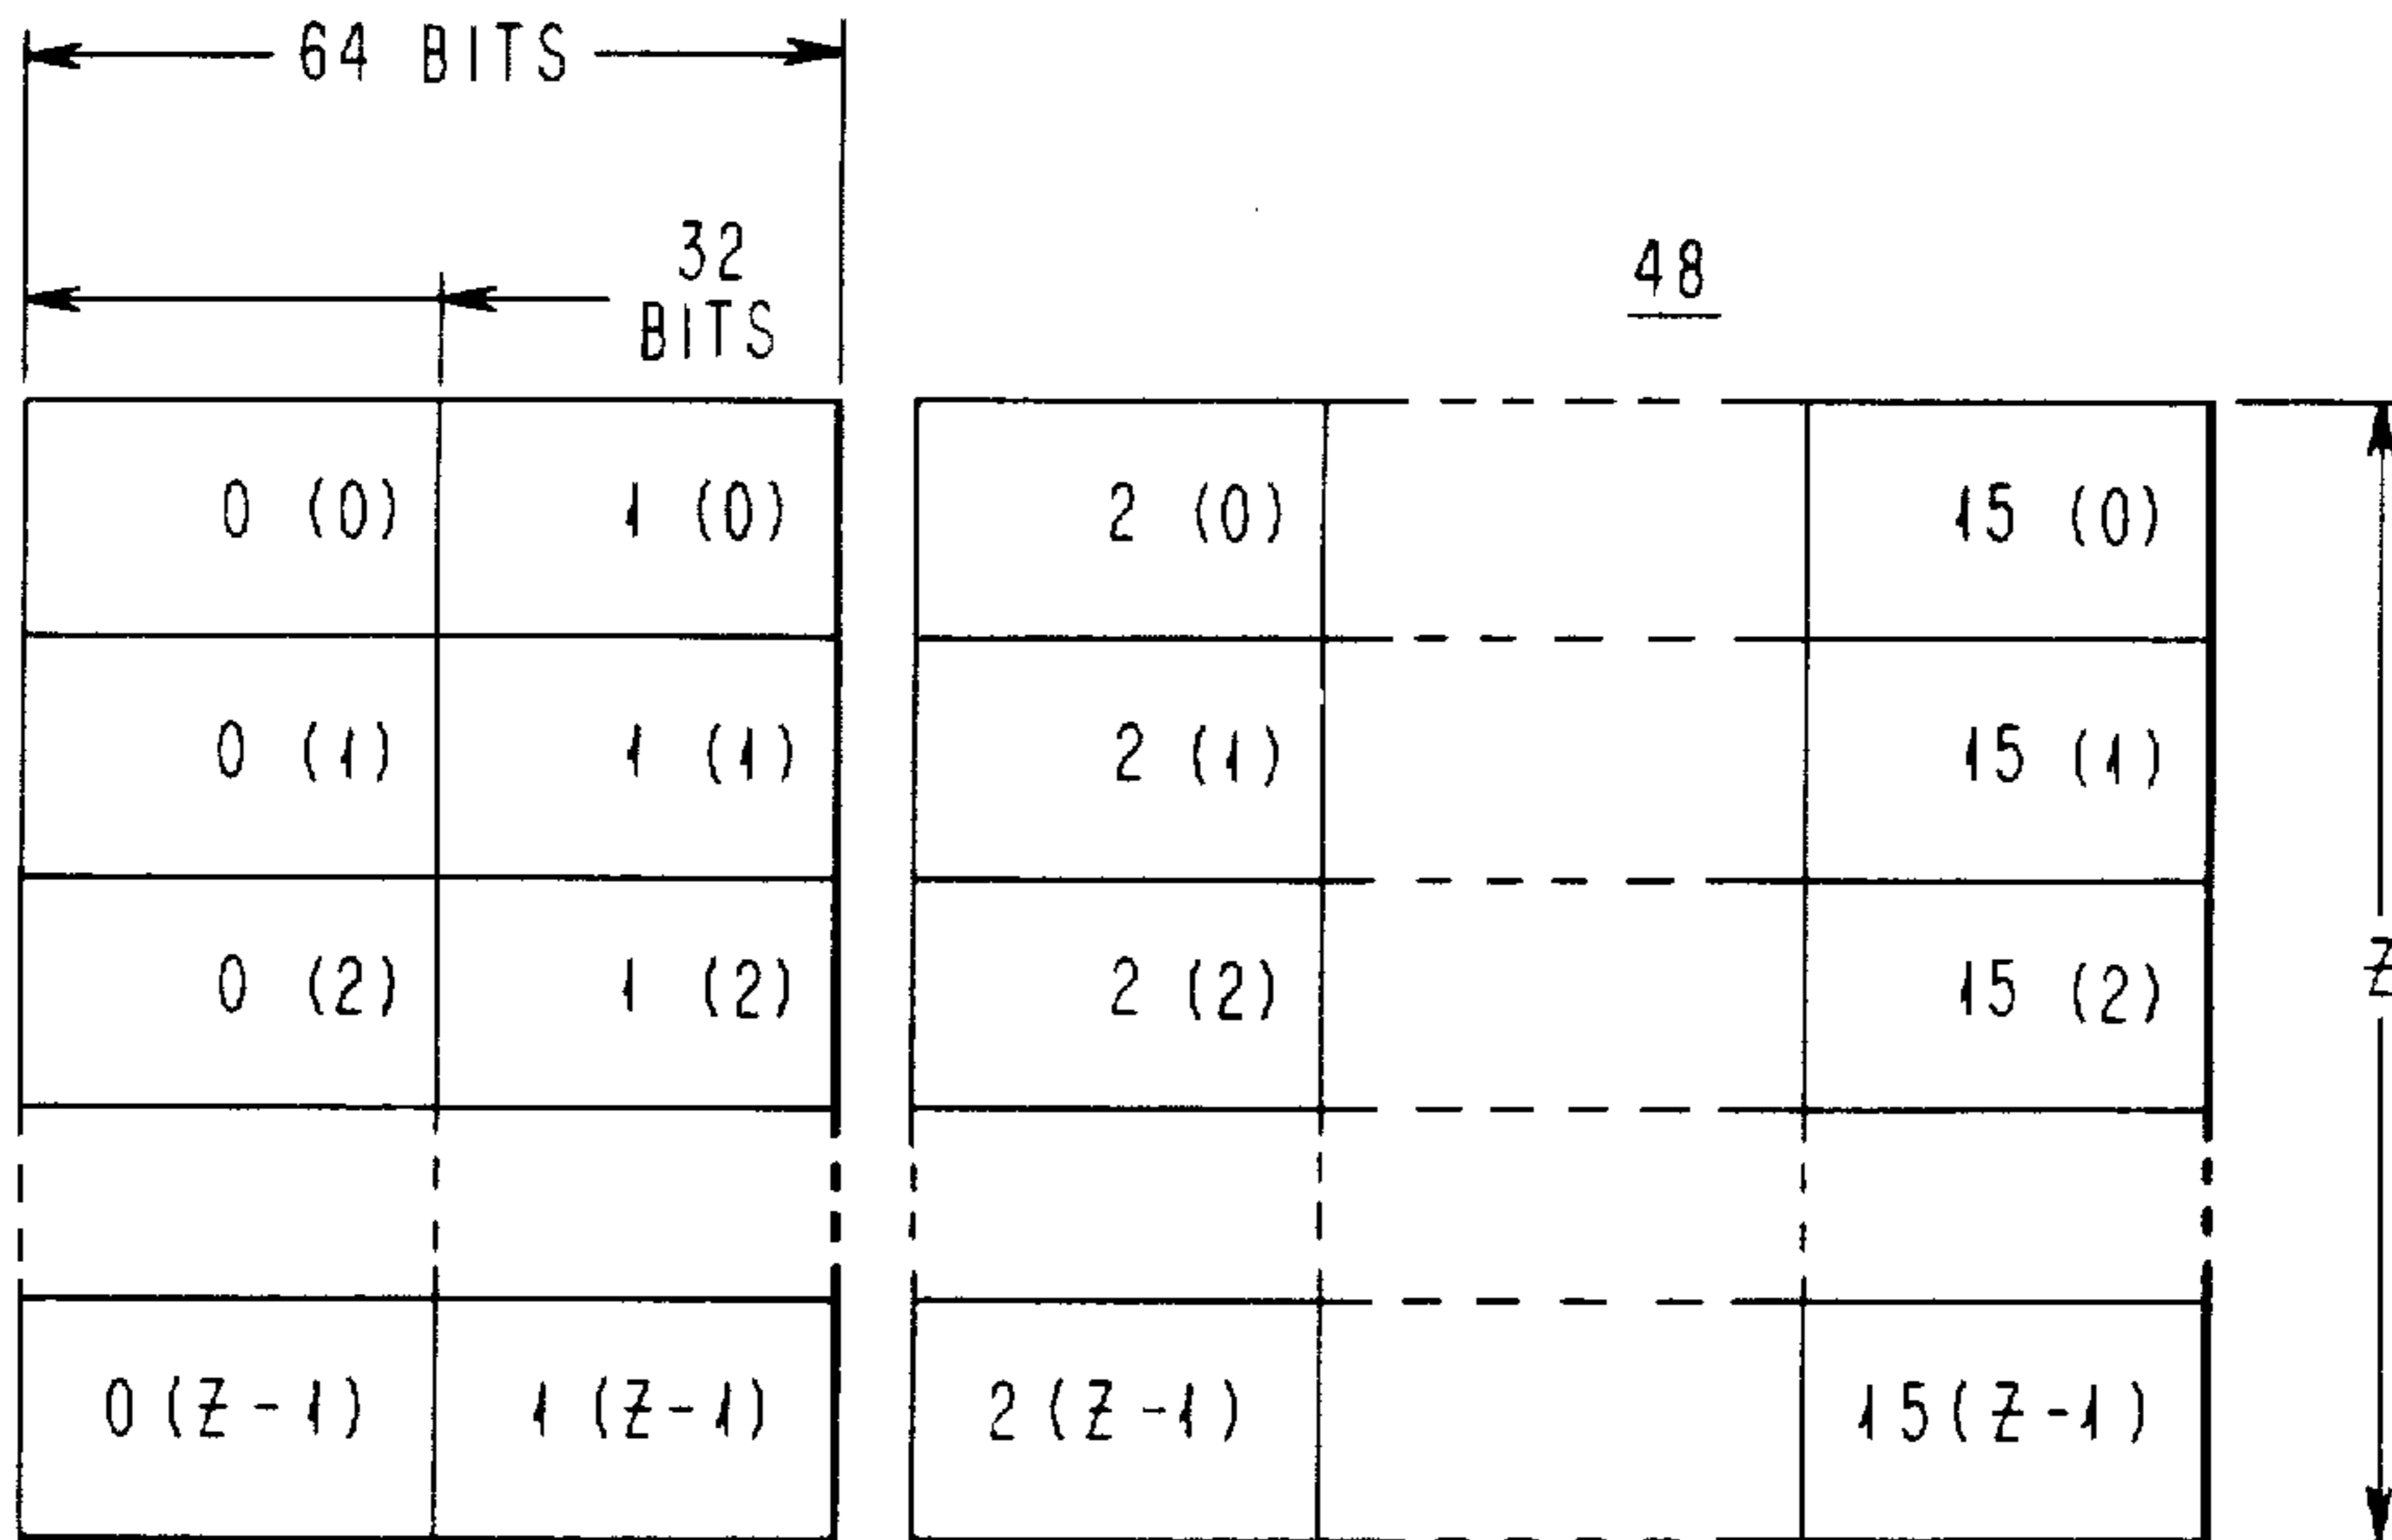 64 BITS
32
BITS
48
0 (0) 1 (0) 2 (0) 15 (0)
0 (1) 1 (1) 2 (1) 15 (1)
0 (2) 1 (2) 2 (2) 15 (2)
Z
0 (Z-1) 1 (Z-1) 2 (Z-1) 15 (Z-1)